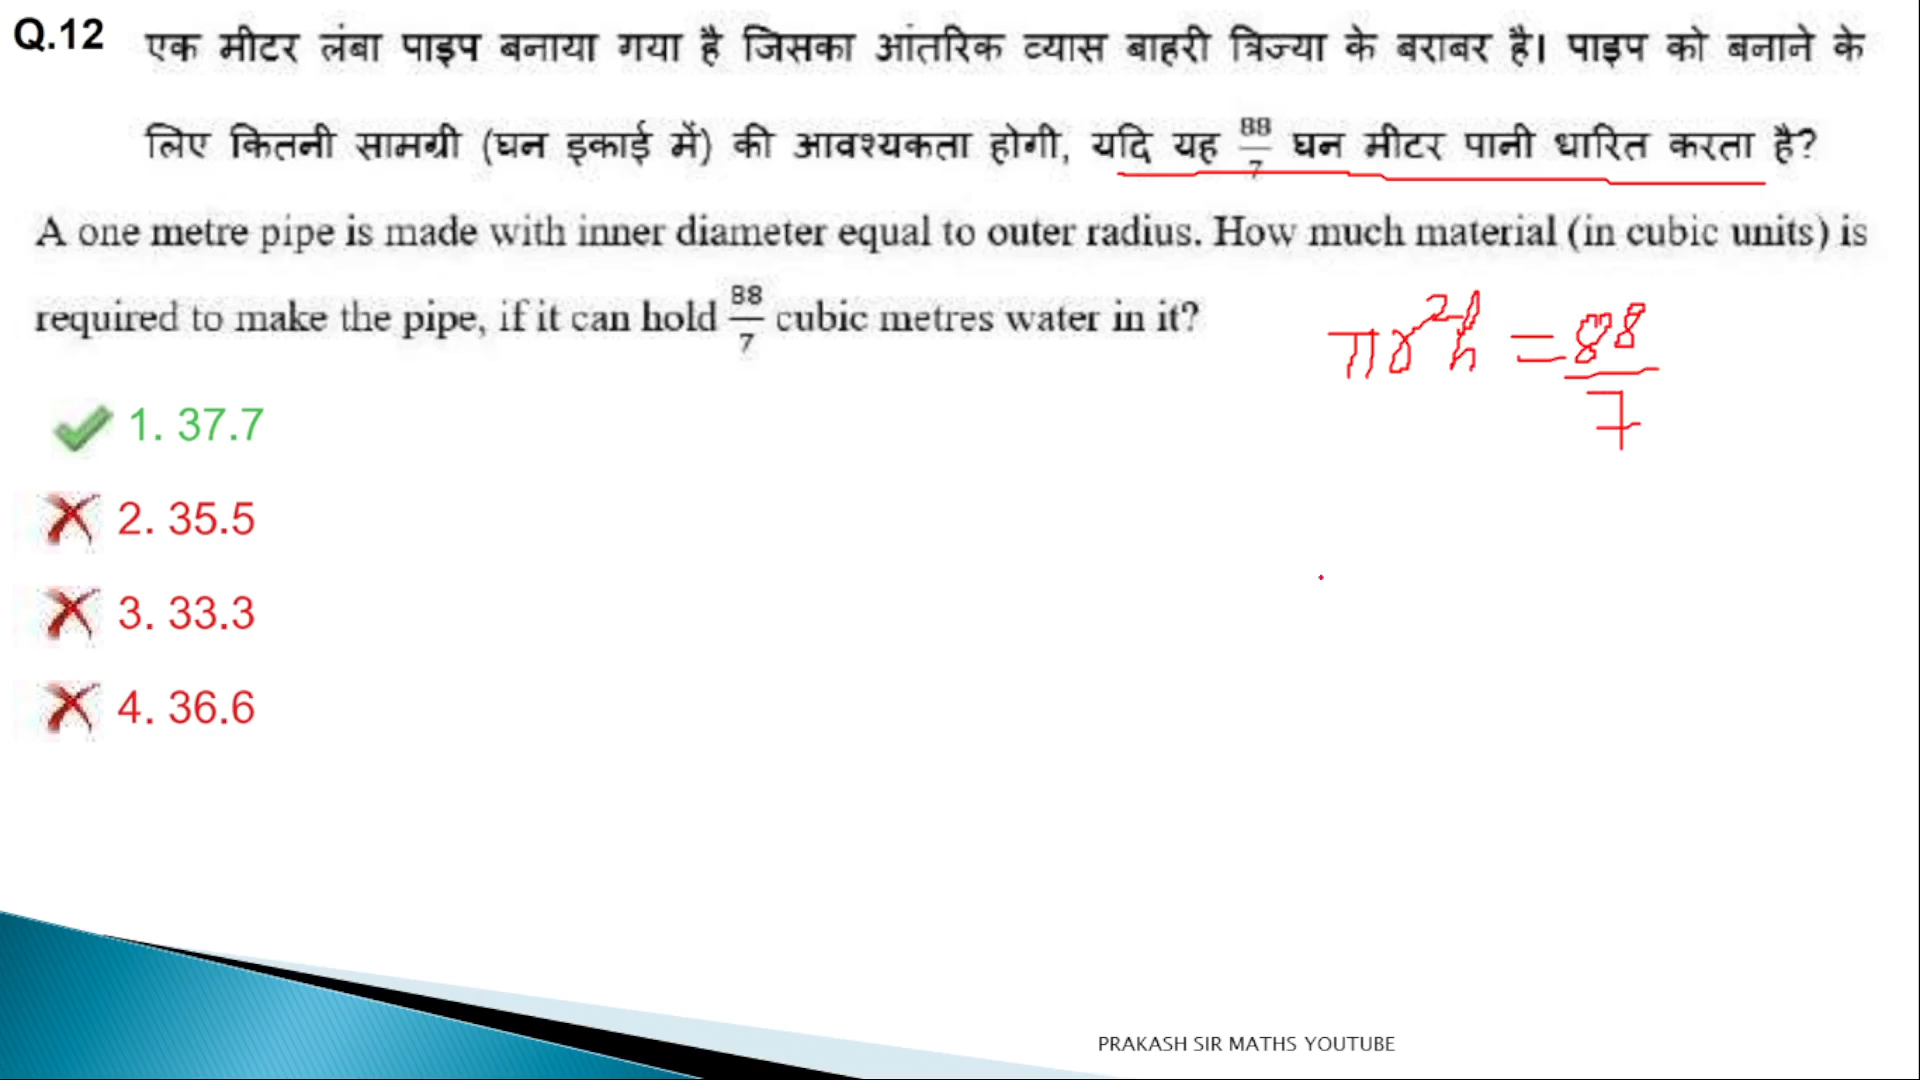 Q.12 एक मीटर लंबा पाइप बनाया गया है जिसका आंतरिक व्यास बाहरी त्रिज्या के बराबर है। पाइप को बनाने के
लिए कितनी सामग्री (घन इकाई में) की आवश्यकता होगी, यदि यह 88/7 घन मीटर पानी धारित करता है?
A one metre pipe is made with inner diameter equal to outer radius. How much material (in cubic units) is
required to make the pipe, if it can hold 88/7 cubic metres water in it?
πr²h = 88/7
1. 37.7
2. 35.5
3. 33.3
4. 36.6
PRAKASH SIR MATHS YOUTUBE